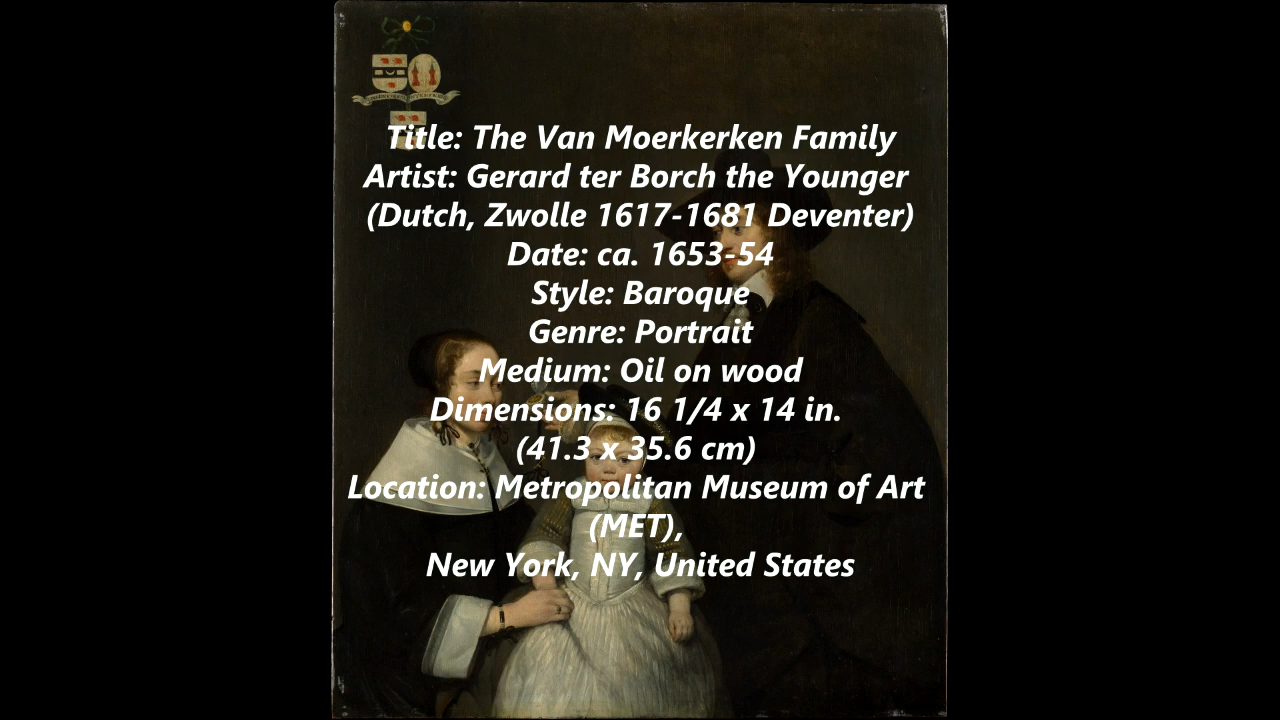 Title: The Van Moerkerken Family
Artist: Gerard ter Borch the Younger
(Dutch, Zwolle 1617-1681 Deventer)
Date: ca. 1653-54
Style: Baroque
Genre: Portrait
Medium: Oil on wood
Dimensions: 16 1/4 x 14 in.
(41.3 x 35.6 cm)
Location: Metropolitan Museum of Art
(MET),
New York, NY, United States